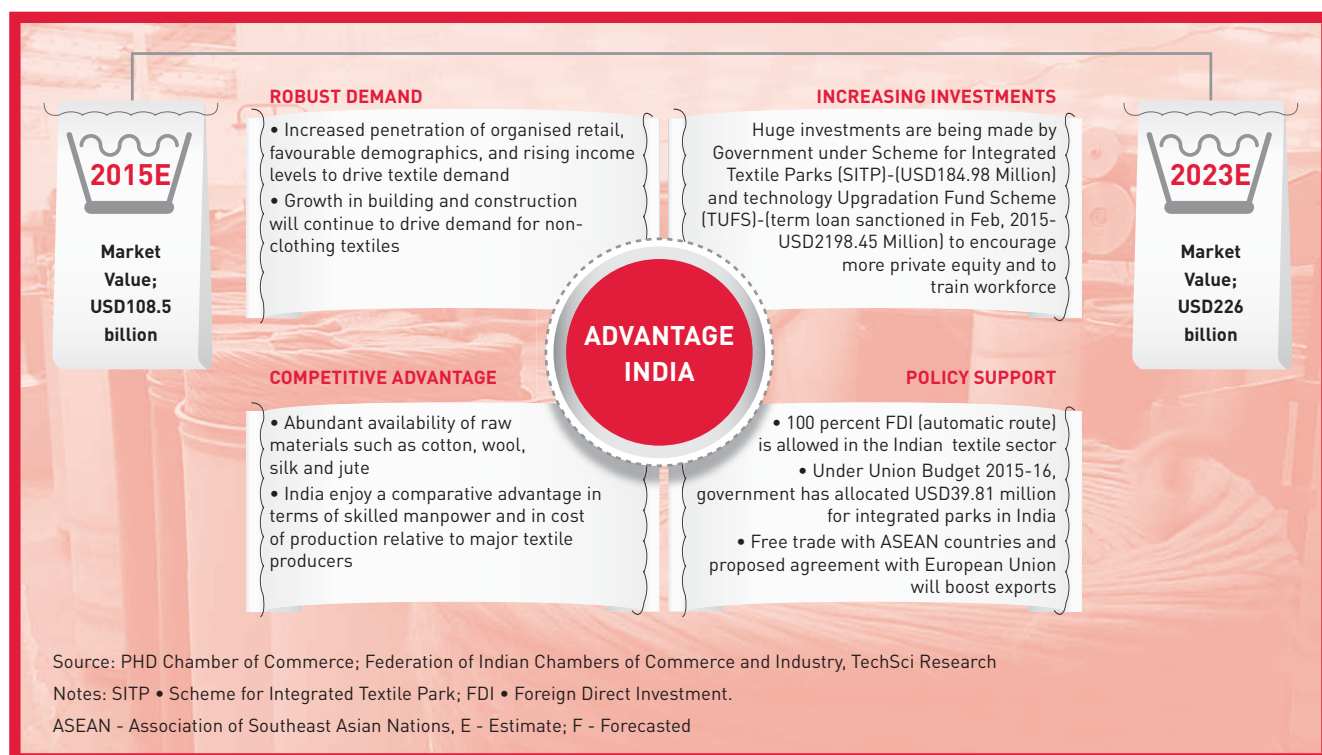 2015E
Market
Value;
USD108.5
billion
ROBUST DEMAND
• Increased penetration of organised retail,
favourable demographics, and rising income
levels to drive textile demand
• Growth in building and construction
will continue to drive demand for non-
clothing textiles
INCREASING INVESTMENTS
Huge investments are being made by
Government under Scheme for Integrated
Textile Parks (SITP)-(USD184.98 Million)
and technology Upgradation Fund Scheme
(TUFS)-(term loan sanctioned in Feb, 2015-
USD2198.45 Million) to encourage
more private equity and to
train workforce
2023E
Market
Value;
USD226
billion
ADVANTAGE
INDIA
COMPETITIVE ADVANTAGE
• Abundant availability of raw
materials such as cotton, wool,
silk and jute
• India enjoy a comparative advantage in
terms of skilled manpower and in cost
of production relative to major textile
producers
POLICY SUPPORT
• 100 percent FDI (automatic route)
is allowed in the Indian textile sector
• Under Union Budget 2015-16,
government has allocated USD39.81 million
for integrated parks in India
• Free trade with ASEAN countries and
proposed agreement with European Union
will boost exports
Source: PHD Chamber of Commerce; Federation of Indian Chambers of Commerce and Industry, TechSci Research
Notes: SITP • Scheme for Integrated Textile Park; FDI • Foreign Direct Investment.
ASEAN - Association of Southeast Asian Nations, E - Estimate; F - Forecasted